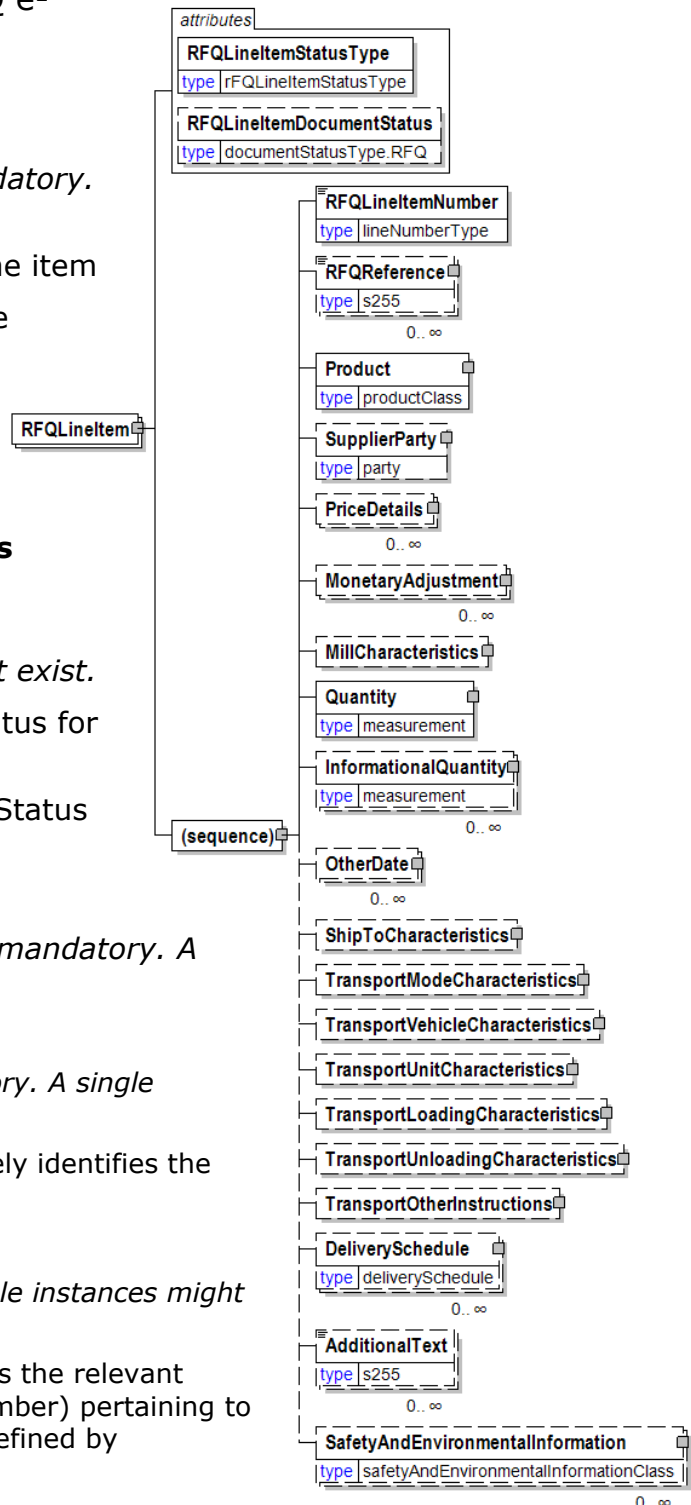 e-
datory.
ne item
e
s
t exist.
tus for
Status
mandatory. A
ry. A single
ely identifies the
le instances might
s the relevant
mber) pertaining to
efined by
attributes
RFQLineItemStatusType
type rFQLineItemStatusType
RFQLineItemDocumentStatus
type documentStatusType.RFQ
RFQLineItem
(sequence)
RFQLineItemNumber
type lineNumberType
RFQReference
type s255
0.. ∞
Product
type productClass
SupplierParty
type party
PriceDetails
0.. ∞
MonetaryAdjustment
0.. ∞
MillCharacteristics
Quantity
type measurement
InformationalQuantity
type measurement
0.. ∞
OtherDate
0.. ∞
ShipToCharacteristics
TransportModeCharacteristics
TransportVehicleCharacteristics
TransportUnitCharacteristics
TransportLoadingCharacteristics
TransportUnloadingCharacteristics
TransportOtherInstructions
DeliverySchedule
type deliverySchedule
0.. ∞
AdditionalText
type s255
0.. ∞
SafetyAndEnvironmentalInformation
type safetyAndEnvironmentalInformationClass
0.. ∞